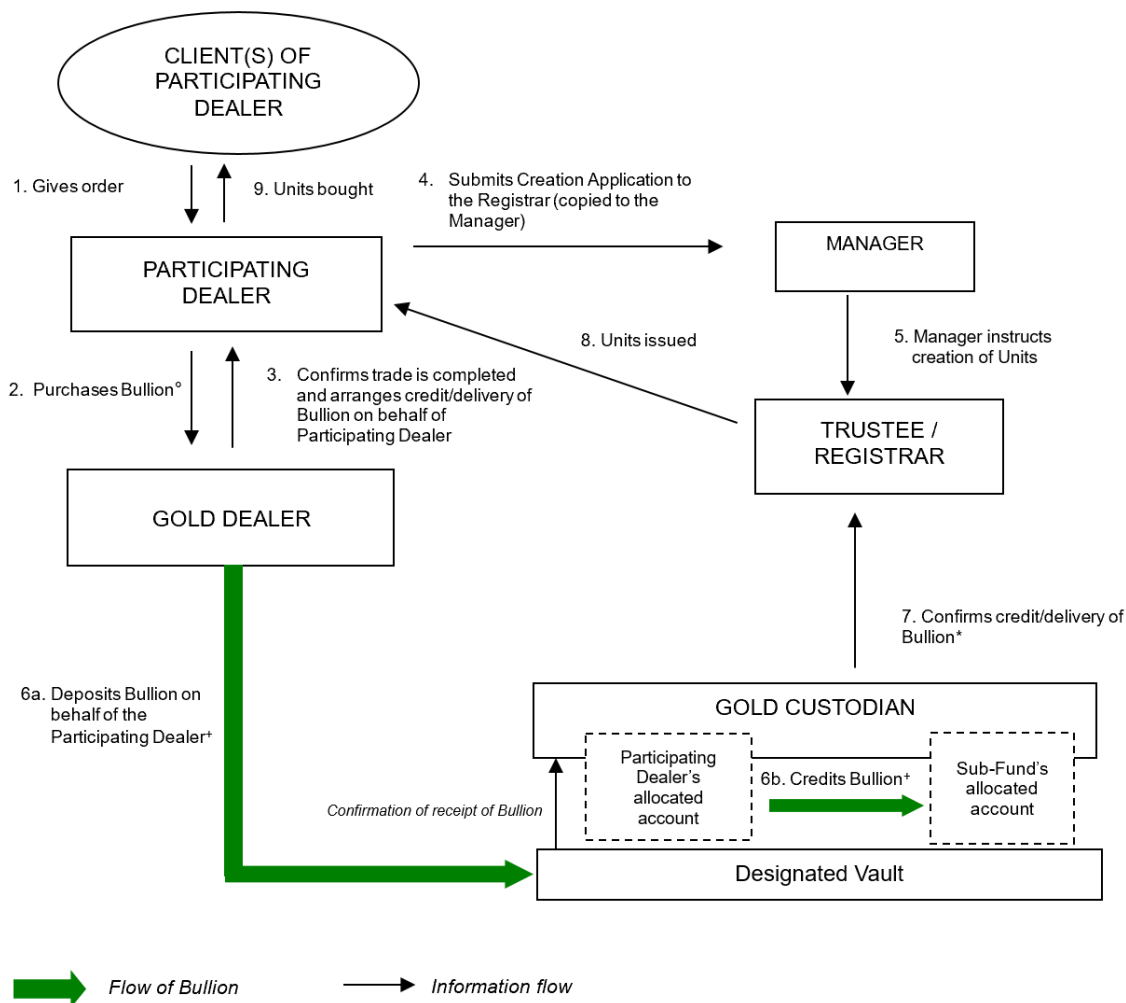 CLIENT(S) OF
PARTICIPATING
DEALER
1. Gives order
9. Units bought
4. Submits Creation Application to
the Registrar (copied to the
Manager)
MANAGER
PARTICIPATING
DEALER
8. Units issued
5. Manager instructs
creation of Units
2. Purchases Bullion°
3. Confirms trade is completed
and arranges credit/delivery of
Bullion on behalf of
Participating Dealer
TRUSTEE /
REGISTRAR
GOLD DEALER
7. Confirms credit/delivery of
Bullion*
6a. Deposits Bullion on
behalf of the
Participating Dealer⁺
GOLD CUSTODIAN
Participating
Dealer’s
allocated
account
6b. Credits Bullion⁺
Sub-Fund’s
allocated
account
Confirmation of receipt of Bullion
Designated Vault
Flow of Bullion
Information flow